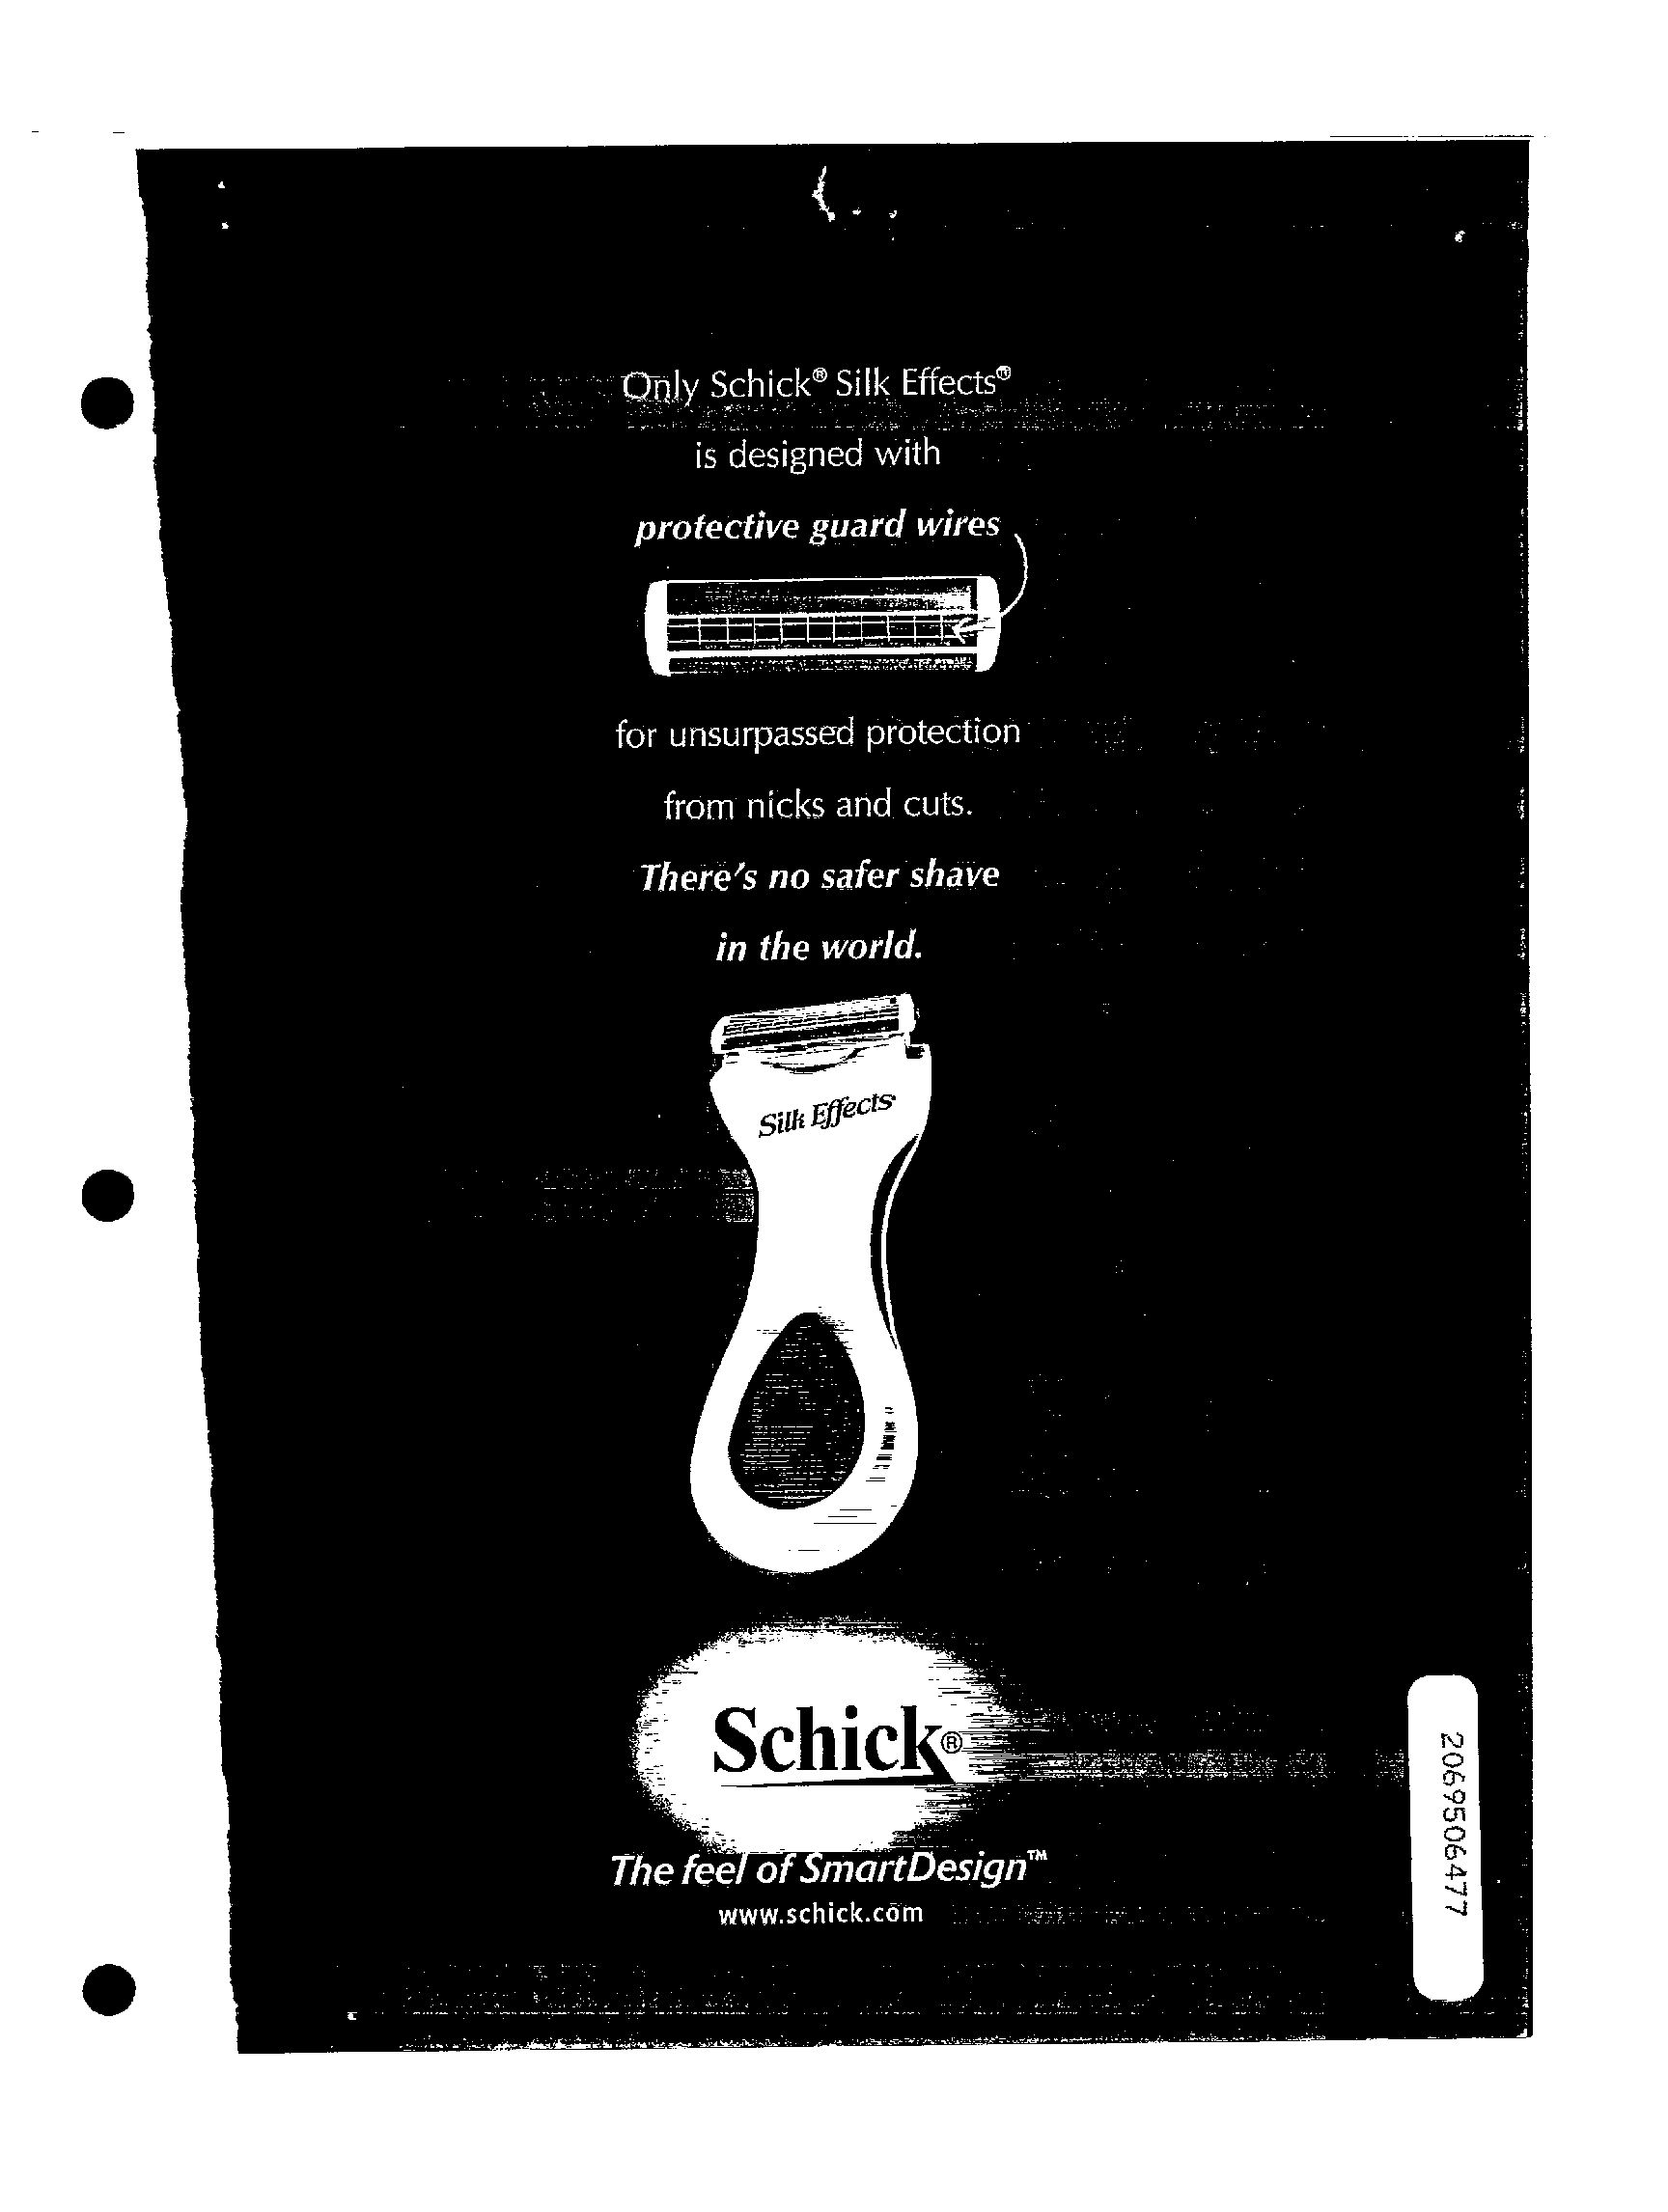 Only Schick® Silk Effects®
is designed with
protective guard wires
for unsurpassed protection
from nicks and cuts.
There's no safer shave
in the world.
Silk Effects
Schick®
The feel of SmartDesign™
www.schick.com
2069506477